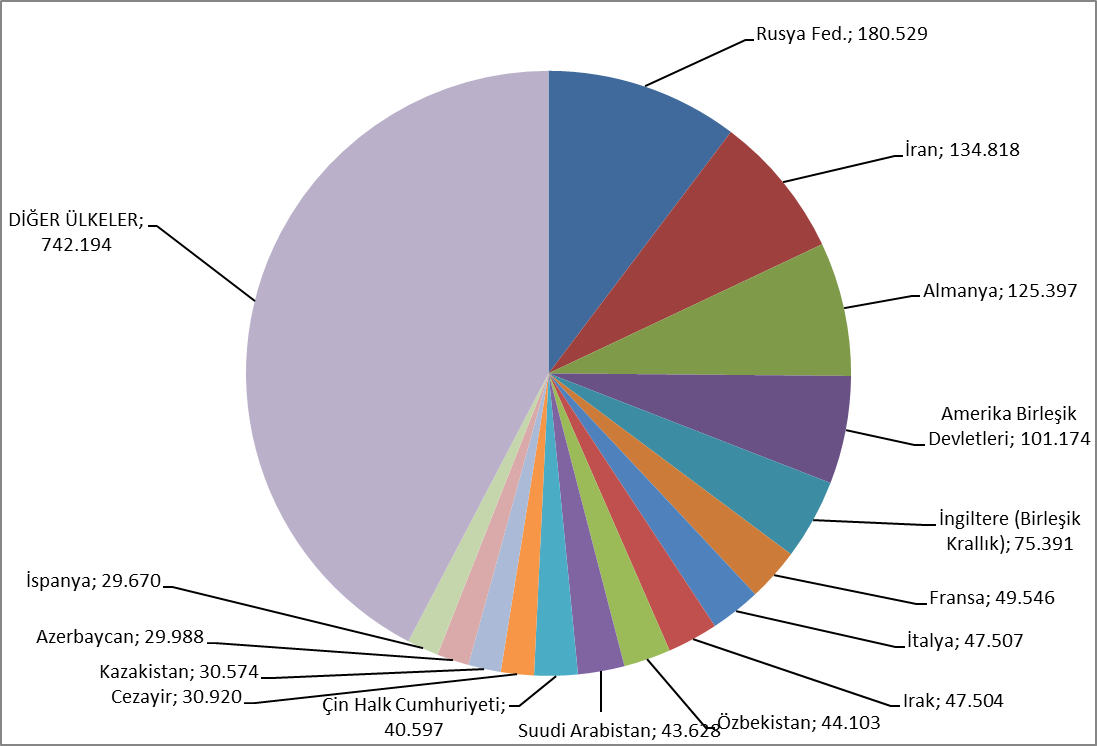 Rusya Fed.; 180.529
İran; 134.818
Almanya; 125.397
Amerika Birleşik
Devletleri; 101.174
İngiltere (Birleşik
Krallık); 75.391
Fransa; 49.546
İtalya; 47.507
Irak; 47.504
Özbekistan; 44.103
Suudi Arabistan; 43.628
Çin Halk Cumhuriyeti;
40.597
Cezayir; 30.920
Kazakistan; 30.574
Azerbaycan; 29.988
İspanya; 29.670
DİĞER ÜLKELER;
742.194